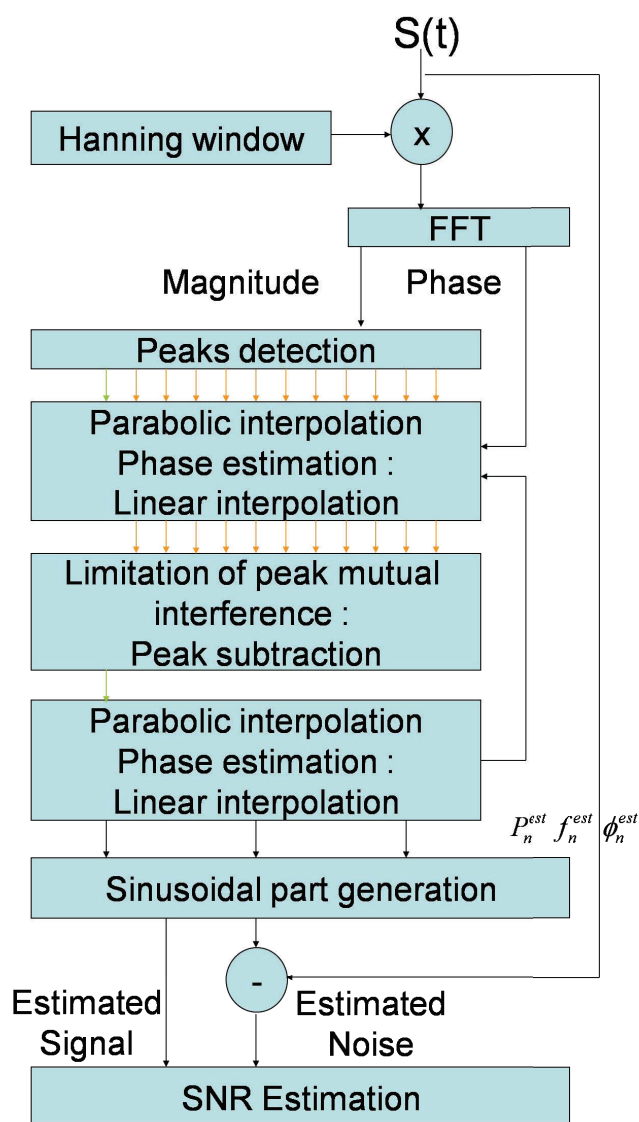 S(t)
Hanning window
x
FFT
Magnitude
Phase
Peaks detection
Parabolic interpolation
Phase estimation :
Linear interpolation
Limitation of peak mutual
interference :
Peak subtraction
Parabolic interpolation
Phase estimation :
Linear interpolation
P_n^{est} f_n^{est} ϕ_n^{est}
Sinusoidal part generation
-
Estimated
Signal
Estimated
Noise
SNR Estimation